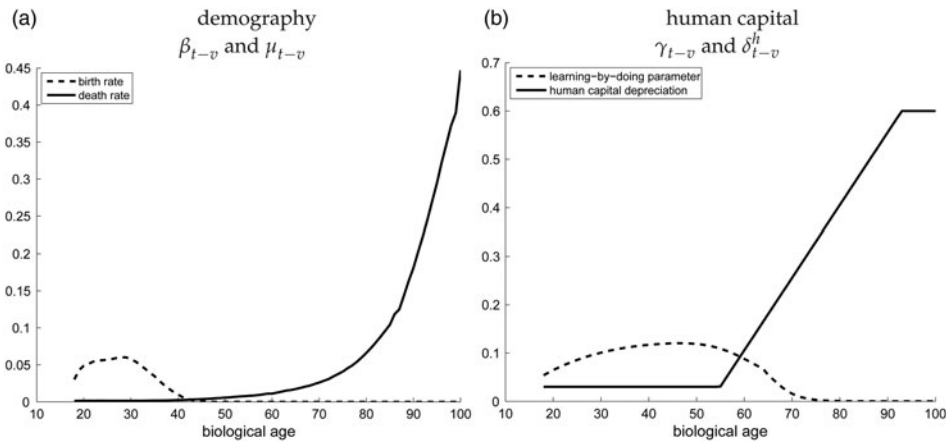 (a)
demography
β_{t−v} and μ_{t−v}
0.45
0.4
0.35
0.3
0.25
0.2
0.15
0.1
0.05
0
birth rate
death rate
10 20 30 40 50 60 70 80 90 100
biological age
(b)
human capital
γ_{t−v} and δ^h_{t−v}
0.7
0.6
0.5
0.4
0.3
0.2
0.1
0
learning−by−doing parameter
human capital depreciation
10 20 30 40 50 60 70 80 90 100
biological age